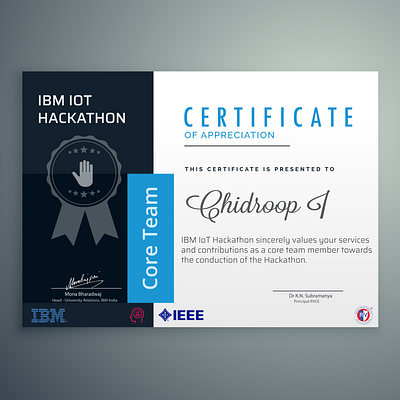 IBM IOT
HACKATHON
CERTIFICATE
OF APPRECIATION
THIS CERTIFICATE IS PRESENTED TO
Chidroop I
IBM IoT Hackathon sincerely values your services
and contributions as a core team member towards
the conduction of the Hackathon.
Core Team
Mona Bharadwaj
Head - University Relations, IBM India
Dr K.N. Subramanya
Principal RVCE
IBM
IEEE